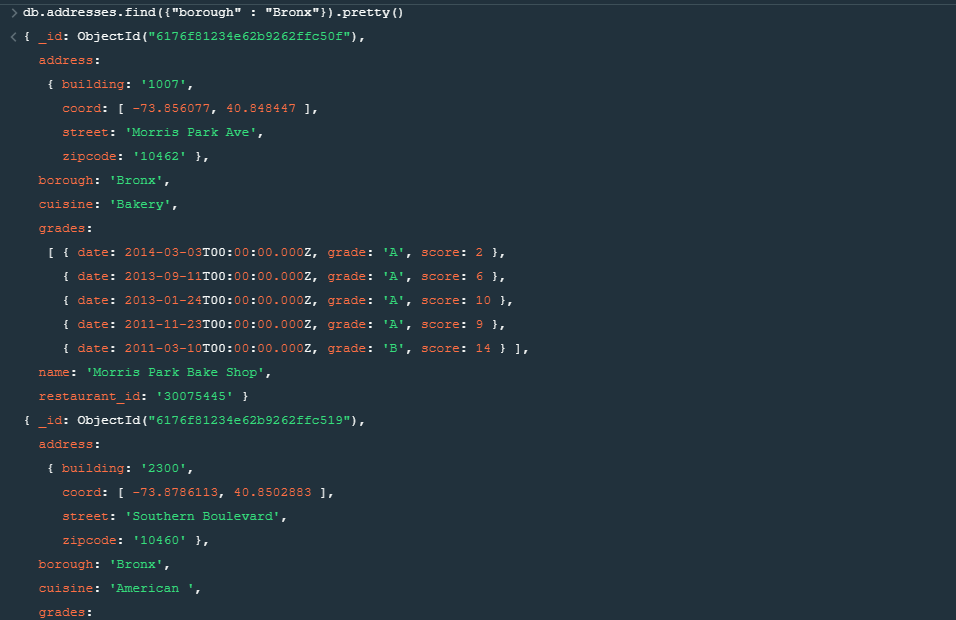 > db.addresses.find({"borough" : "Bronx"}).pretty()
< { _id: ObjectId("6176f81234e62b9262ffc50f"),
address:
{ building: '1007',
coord: [ -73.856077, 40.848447 ],
street: 'Morris Park Ave',
zipcode: '10462' },
borough: 'Bronx',
cuisine: 'Bakery',
grades:
[ { date: 2014-03-03T00:00:00.000Z, grade: 'A', score: 2 },
{ date: 2013-09-11T00:00:00.000Z, grade: 'A', score: 6 },
{ date: 2013-01-24T00:00:00.000Z, grade: 'A', score: 10 },
{ date: 2011-11-23T00:00:00.000Z, grade: 'A', score: 9 },
{ date: 2011-03-10T00:00:00.000Z, grade: 'B', score: 14 } ],
name: 'Morris Park Bake Shop',
restaurant_id: '30075445' }
{ _id: ObjectId("6176f81234e62b9262ffc519"),
address:
{ building: '2300',
coord: [ -73.8786113, 40.8502883 ],
street: 'Southern Boulevard',
zipcode: '10460' },
borough: 'Bronx',
cuisine: 'American ',
grades: